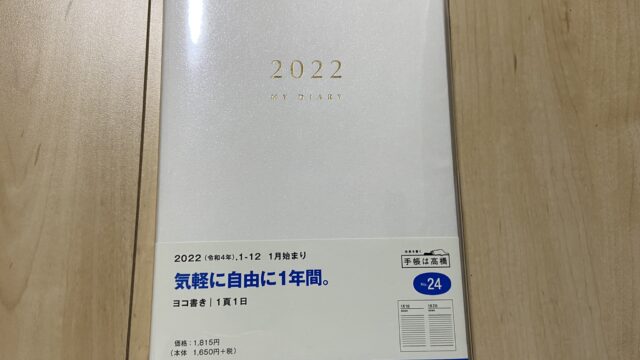 2022
MY DIARY
2022 (令和4年).1-12 1月始まり
気軽に自由に1年間。
ヨコ書き|1頁1日
価格：1,815円
(本体 1,650円+税)
手帳は高橋
No. 24